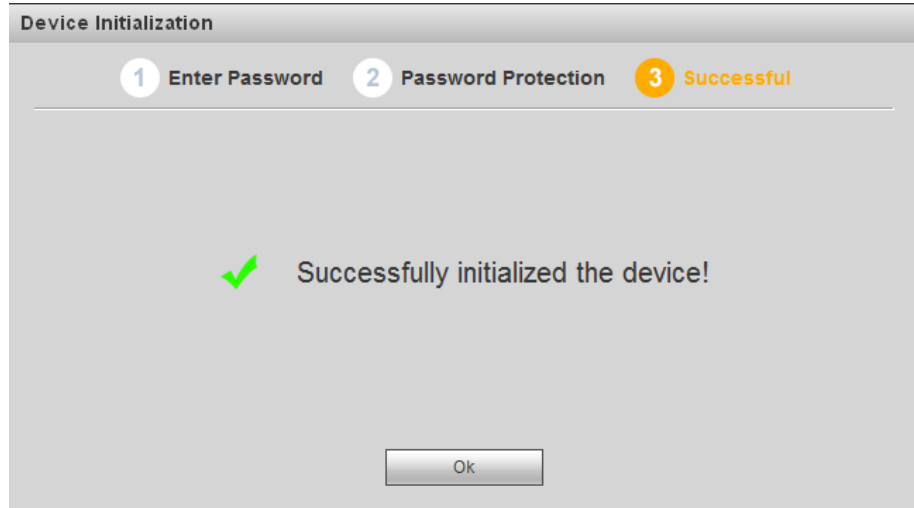 Device Initialization
1 Enter Password 2 Password Protection 3 Successful
Successfully initialized the device!
Ok